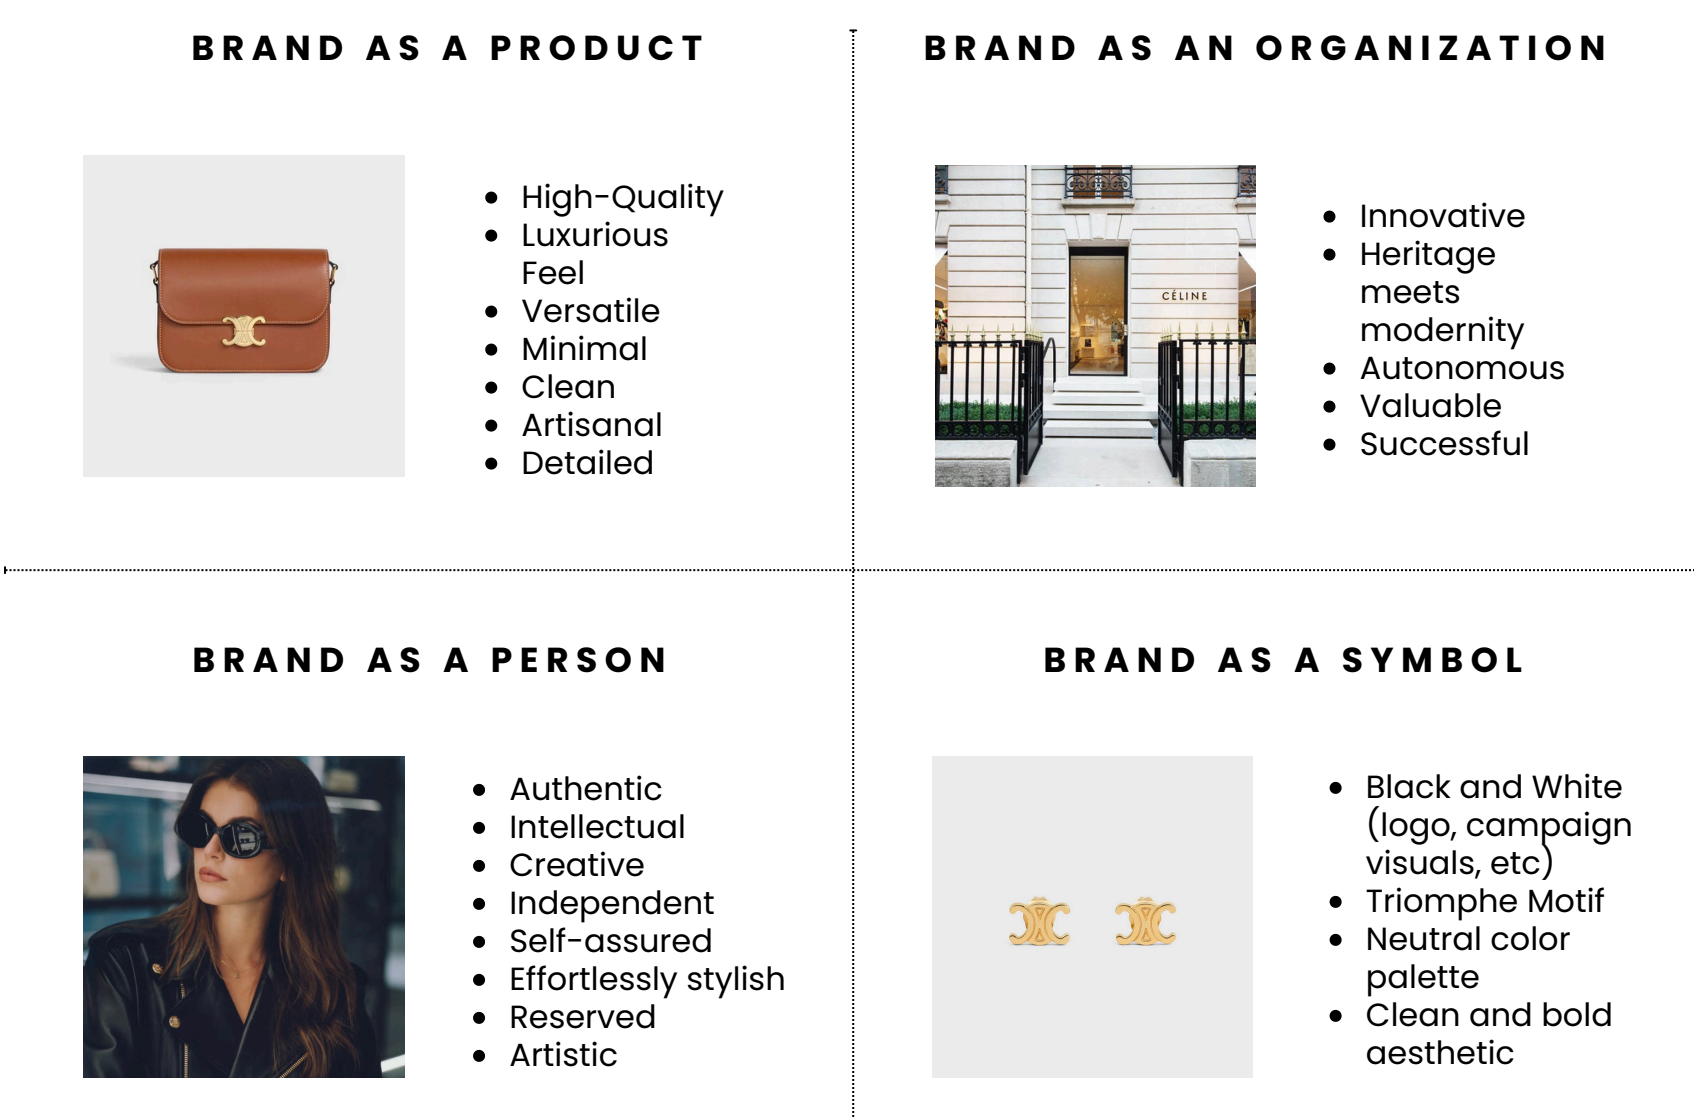 BRAND AS A PRODUCT
High-Quality
Luxurious
Feel
Versatile
Minimal
Clean
Artisanal
Detailed
BRAND AS AN ORGANIZATION
CÉLINE
Innovative
Heritage
meets
modernity
Autonomous
Valuable
Successful
BRAND AS A PERSON
Authentic
Intellectual
Creative
Independent
Self-assured
Effortlessly stylish
Reserved
Artistic
BRAND AS A SYMBOL
Black and White
(logo, campaign
visuals, etc)
Triomphe Motif
Neutral color
palette
Clean and bold
aesthetic